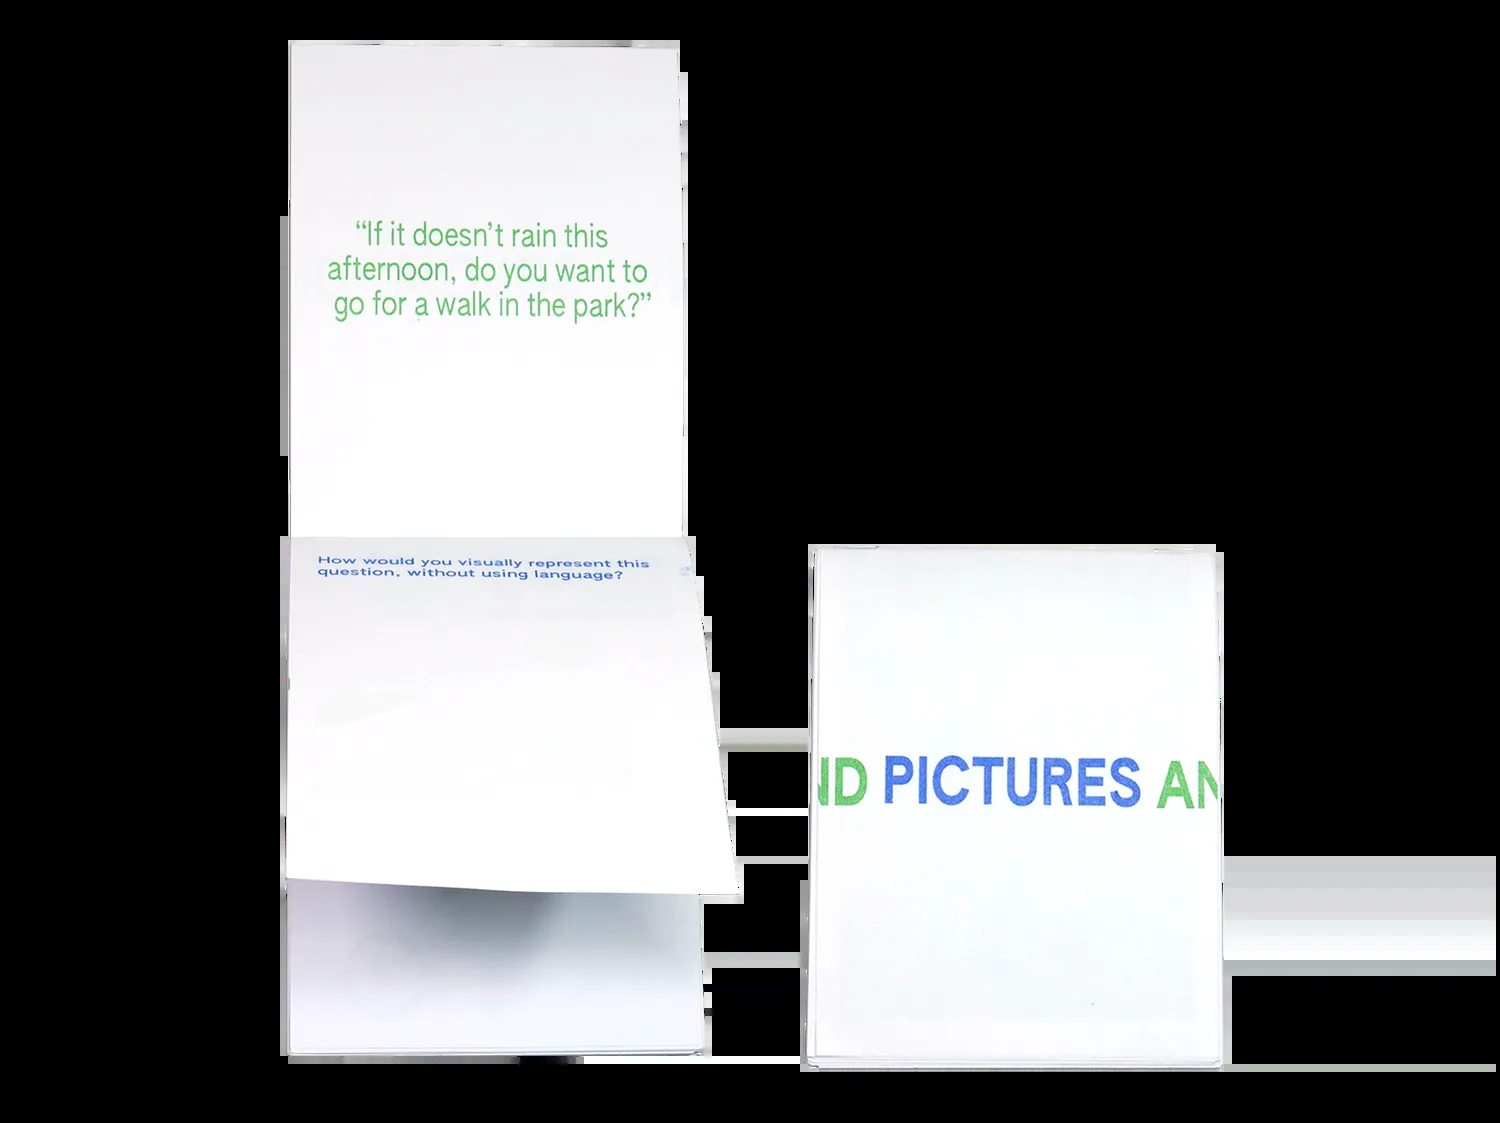 “If it doesn’t rain this
afternoon, do you want to
go for a walk in the park?”
How would you visually represent this
question, without using language?
ND PICTURES AN